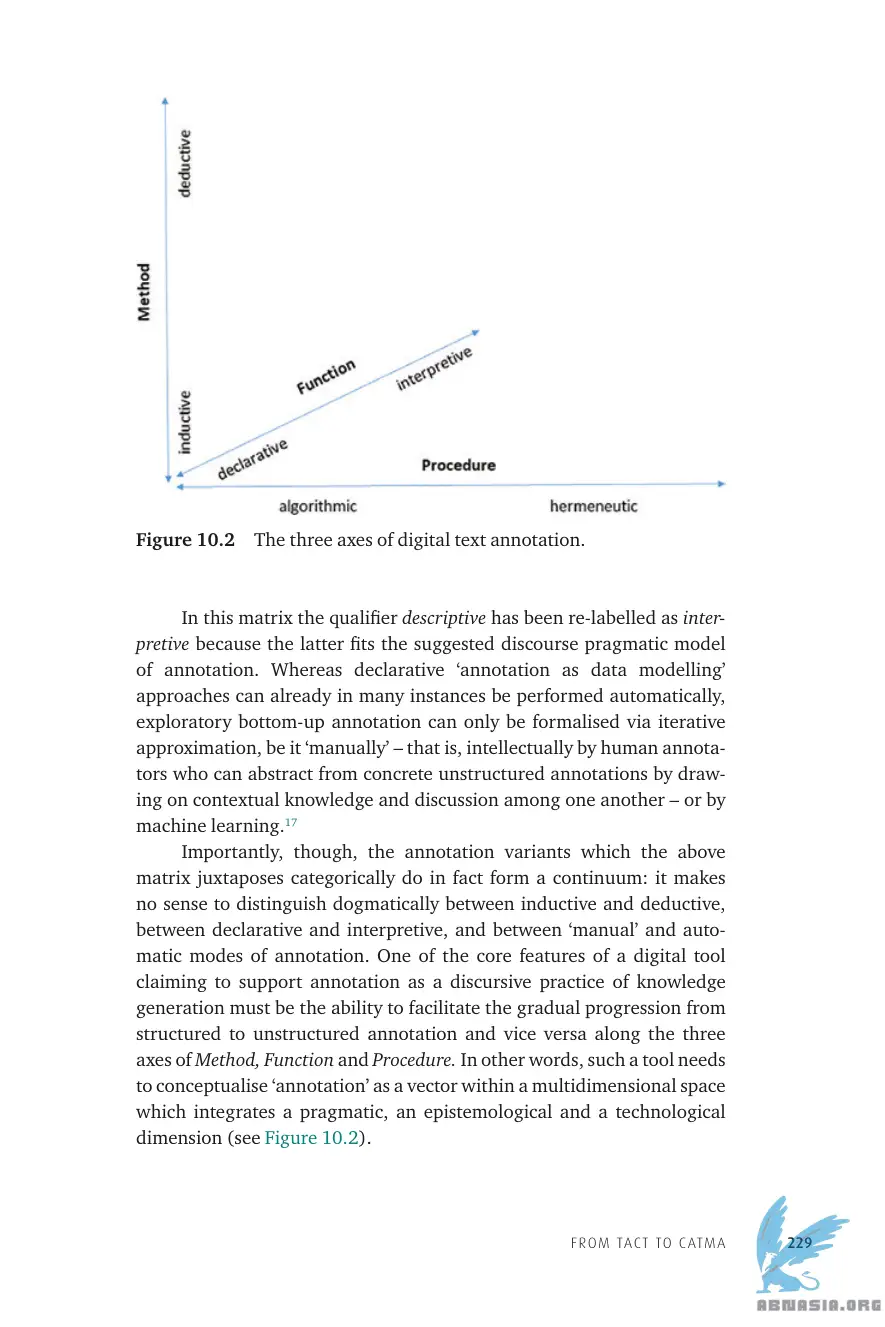 deductive
Method
inductive
Function
interpretive
declarative
Procedure
algorithmic
hermeneutic
Figure 10.2 The three axes of digital text annotation.
In this matrix the qualifier descriptive has been re-labelled as inter-
pretive because the latter fits the suggested discourse pragmatic model
of annotation. Whereas declarative ‘annotation as data modelling’
approaches can already in many instances be performed automatically,
exploratory bottom-up annotation can only be formalised via iterative
approximation, be it ‘manually’ – that is, intellectually by human annota-
tors who can abstract from concrete unstructured annotations by draw-
ing on contextual knowledge and discussion among one another – or by
machine learning.17
Importantly, though, the annotation variants which the above
matrix juxtaposes categorically do in fact form a continuum: it makes
no sense to distinguish dogmatically between inductive and deductive,
between declarative and interpretive, and between ‘manual’ and auto-
matic modes of annotation. One of the core features of a digital tool
claiming to support annotation as a discursive practice of knowledge
generation must be the ability to facilitate the gradual progression from
structured to unstructured annotation and vice versa along the three
axes of Method, Function and Procedure. In other words, such a tool needs
to conceptualise ‘annotation’ as a vector within a multidimensional space
which integrates a pragmatic, an epistemological and a technological
dimension (see Figure 10.2).
FROM TACT TO CATMA 229
ABNASIA.ORG